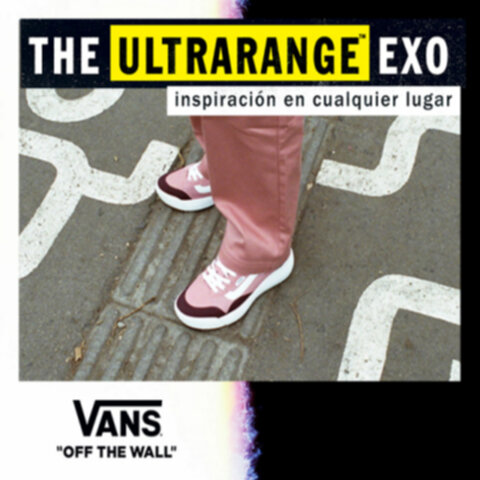 THE ULTRARANGE™ EXO
inspiración en cualquier lugar
VANS
"OFF THE WALL"